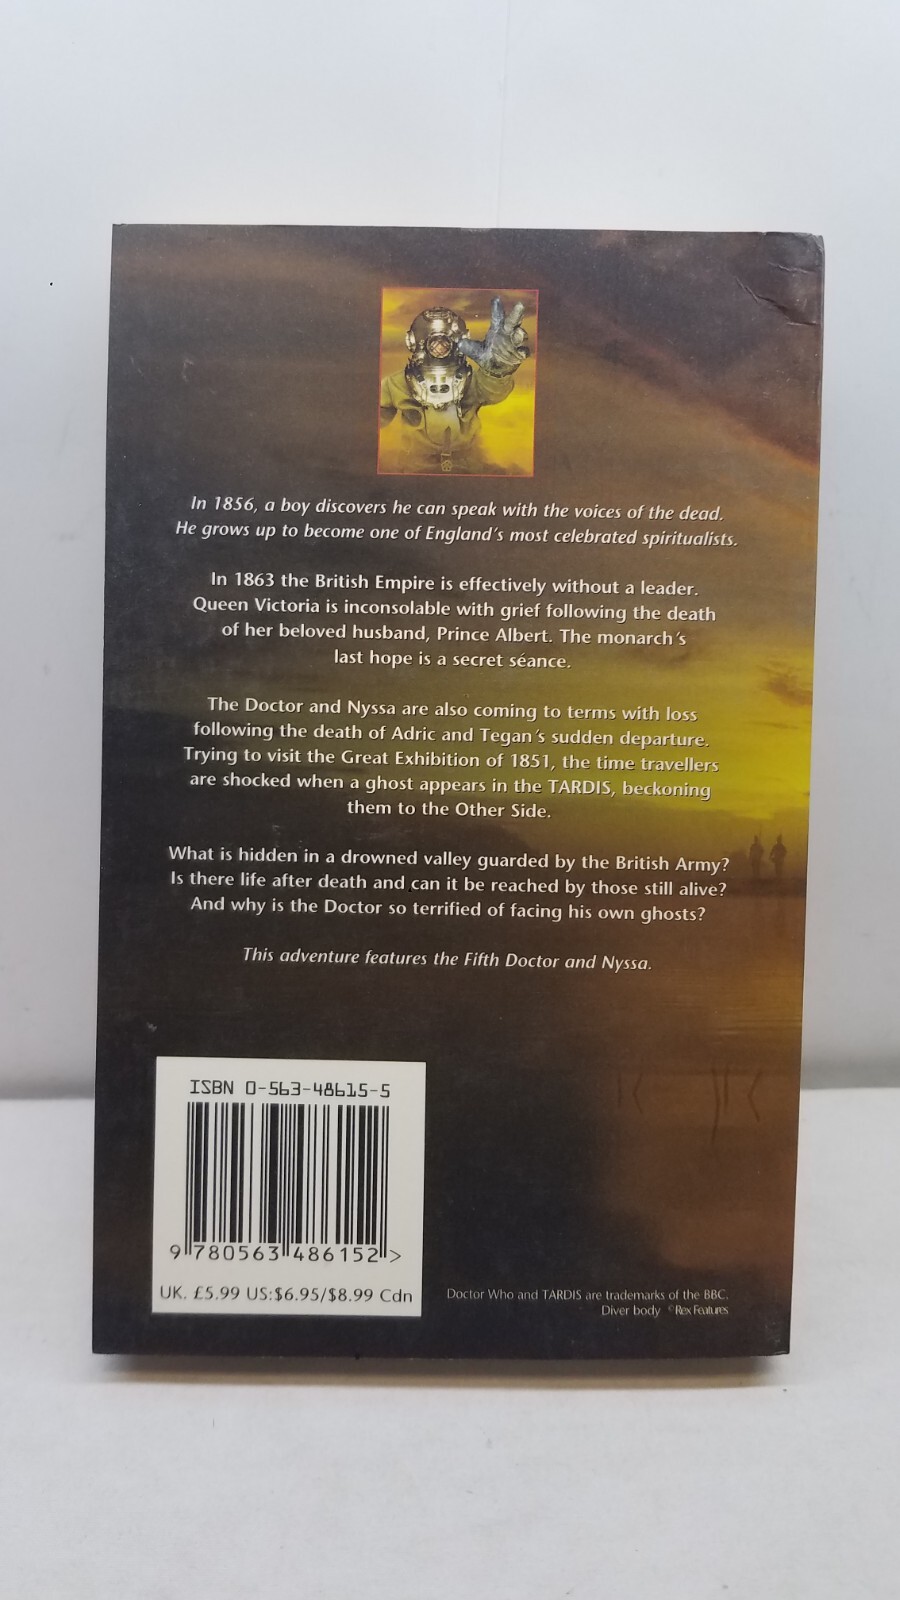 In 1856, a boy discovers he can speak with the voices of the dead.
He grows up to become one of England's most celebrated spiritualists.
In 1863 the British Empire is effectively without a leader.
Queen Victoria is inconsolable with grief following the death
of her beloved husband, Prince Albert. The monarch's
last hope is a secret séance.
The Doctor and Nyssa are also coming to terms with loss
following the death of Adric and Tegan's sudden departure.
Trying to visit the Great Exhibition of 1851, the time travellers
are shocked when a ghost appears in the TARDIS, beckoning
them to the Other Side.
What is hidden in a drowned valley guarded by the British Army?
Is there life after death and can it be reached by those still alive?
And why is the Doctor so terrified of facing his own ghosts?
This adventure features the Fifth Doctor and Nyssa.
ISBN 0-563-48615-5
9 780563 486152 >
UK. £5.99 US:$6.95/$8.99 Cdn
Doctor Who and TARDIS are trademarks of the BBC.
Diver body ©Rex Features